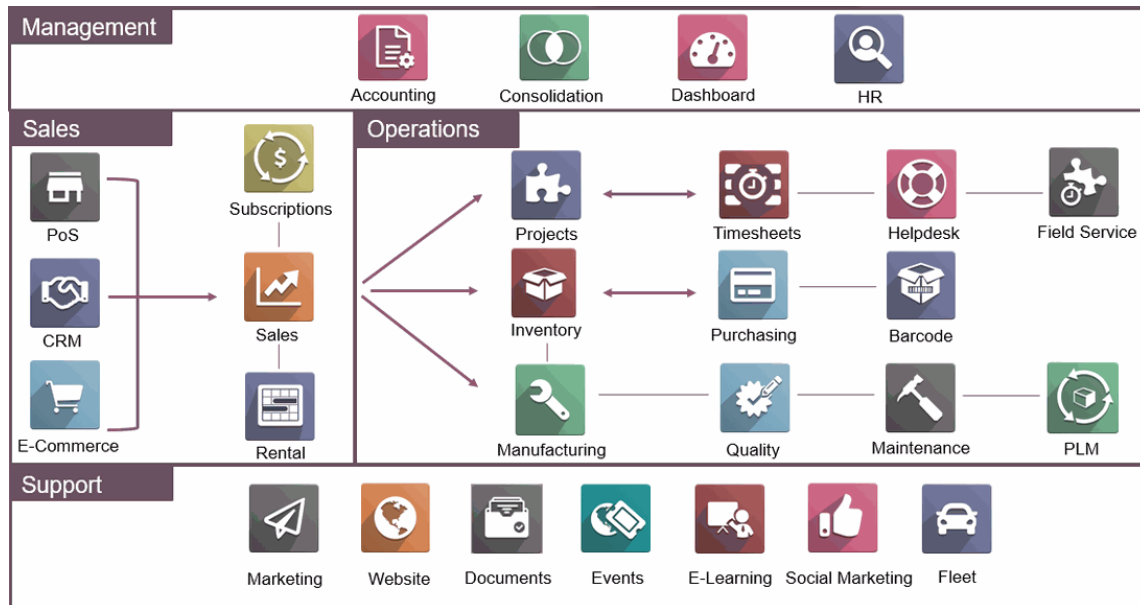 Management
Accounting
Consolidation
Dashboard
HR
Sales
PoS
CRM
E-Commerce
$
Subscriptions
Sales
Rental
Operations
Projects
Timesheets
Helpdesk
Field Service
Inventory
Purchasing
Barcode
Manufacturing
Quality
Maintenance
PLM
Support
Marketing
Website
Documents
Events
E-Learning
Social Marketing
Fleet